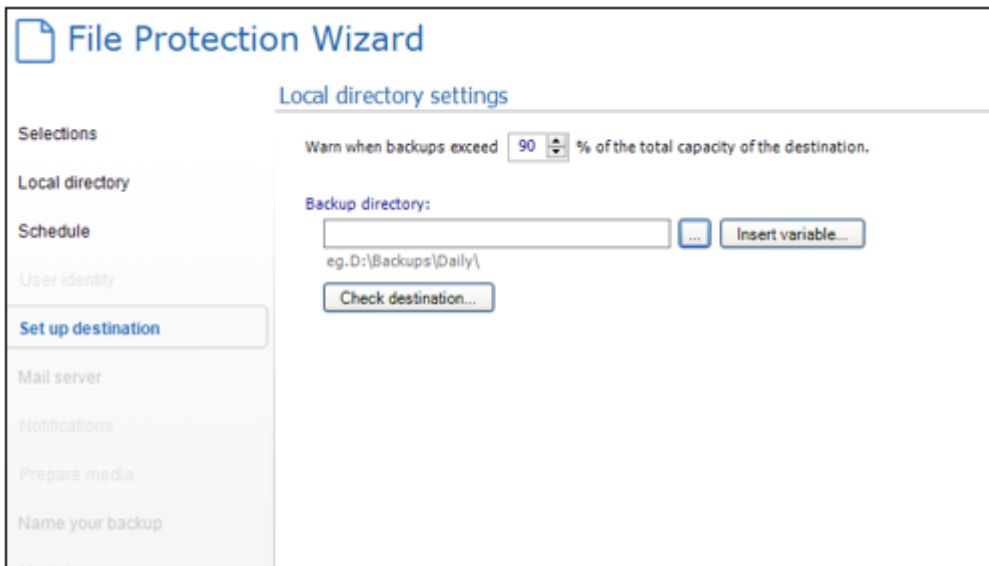 File Protection Wizard
Local directory settings
Selections
Local directory
Schedule
User identity
Set up destination
Mail server
Notifications
Prepare media
Name your backup
Warn when backups exceed 90 % of the total capacity of the destination.
Backup directory:
... Insert variable...
eg.D:\Backups\Daily\
Check destination...